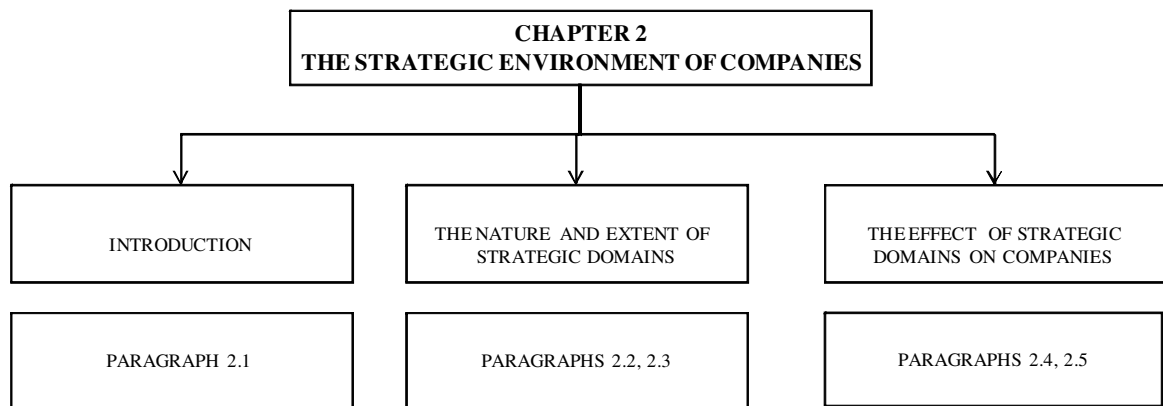 CHAPTER 2
THE STRATEGIC ENVIRONMENT OF COMPANIES
INTRODUCTION
THE NATURE AND EXTENT OF
STRATEGIC DOMAINS
THE EFFECT OF STRATEGIC
DOMAINS ON COMPANIES
PARAGRAPH 2.1
PARAGRAPHS 2.2, 2.3
PARAGRAPHS 2.4, 2.5